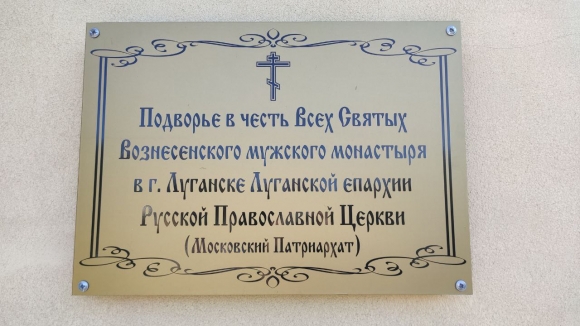 Подворье в честь Всех Святых
Вознесенского мужского монастыря
в г. Луганске Луганской епархии
Русской Православной Церкви
(Московский Патриархат)